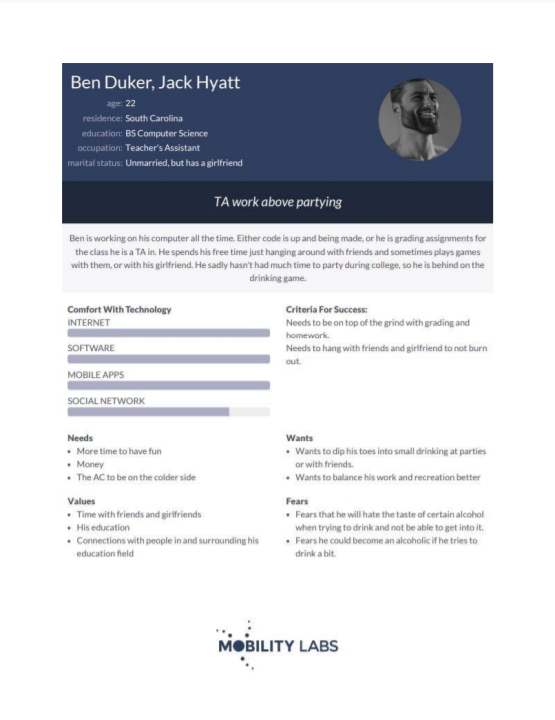 Ben Duker, Jack Hyatt
age: 22
residence: South Carolina
education: BS Computer Science
occupation: Teacher's Assistant
marital status: Unmarried, but has a girlfriend
TA work above partying
Ben is working on his computer all the time. Either code is up and being made, or he is grading assignments for
the class he is a TA in. He spends his free time just hanging around with friends and sometimes plays games
with them, or with his girlfriend. He sadly hasn't had much time to party during college, so he is behind on the
drinking game.
Comfort With Technology
INTERNET
SOFTWARE
MOBILE APPS
SOCIAL NETWORK
Criteria For Success:
Needs to be on top of the grind with grading and
homework.
Needs to hang with friends and girlfriend to not burn
out.
Needs
• More time to have fun
• Money
• The AC to be on the colder side
Wants
• Wants to dip his toes into small drinking at parties
or with friends.
• Wants to balance his work and recreation better
Values
• Time with friends and girlfriends
• His education
• Connections with people in and surrounding his
education field
Fears
• Fears that he will hate the taste of certain alcohol
when trying to drink and not be able to get into it.
• Fears he could become an alcoholic if he tries to
drink a bit.
MOBILITY LABS